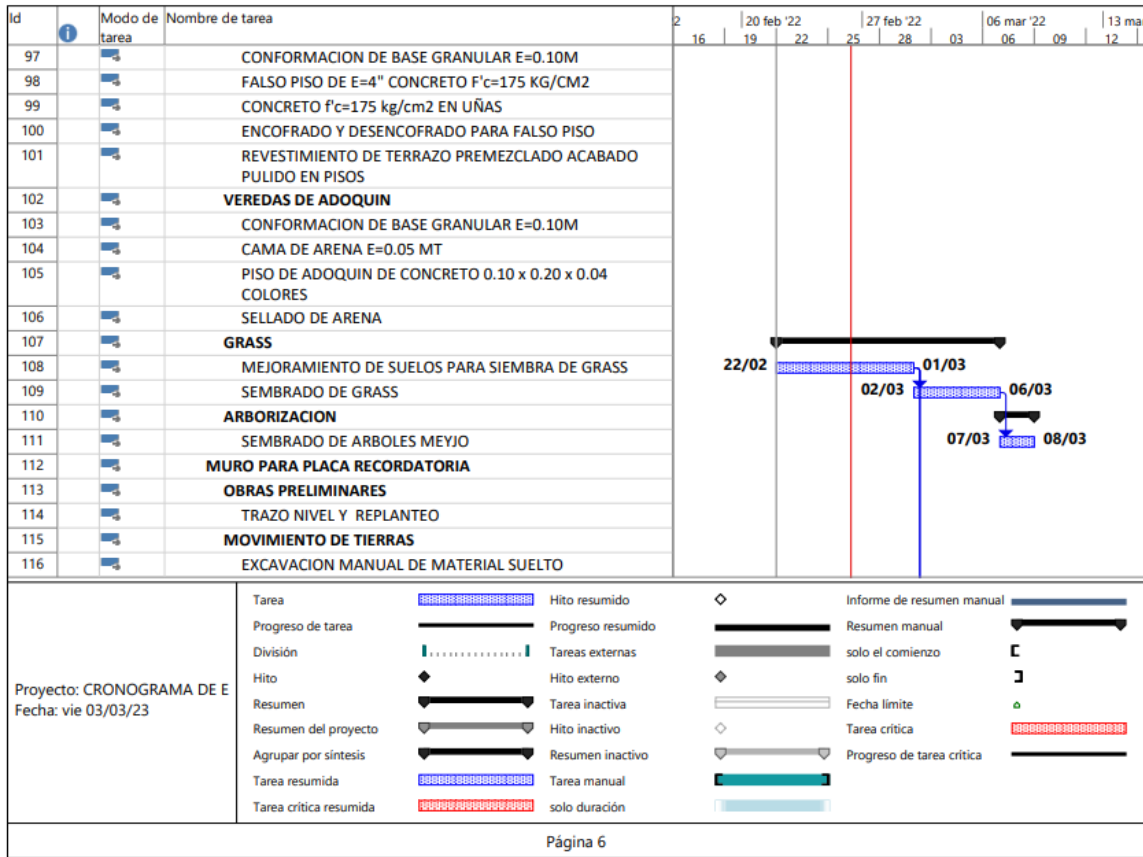 Id Modo de tarea Nombre de tarea
2 20 feb '22 27 feb '22 06 mar '22 13 mar
16 19 22 25 28 03 06 09 12
97 CONFORMACION DE BASE GRANULAR E=0.10M
98 FALSO PISO DE E=4" CONCRETO F'c=175 KG/CM2
99 CONCRETO f'c=175 kg/cm2 EN UÑAS
100 ENCOFRADO Y DESENCOFRADO PARA FALSO PISO
101 REVESTIMIENTO DE TERRAZO PREMEZCLADO ACABADO
PULIDO EN PISOS
102 VEREDAS DE ADOQUIN
103 CONFORMACION DE BASE GRANULAR E=0.10M
104 CAMA DE ARENA E=0.05 MT
105 PISO DE ADOQUIN DE CONCRETO 0.10 x 0.20 x 0.04
COLORES
106 SELLADO DE ARENA
107 GRASS
108 MEJORAMIENTO DE SUELOS PARA SIEMBRA DE GRASS 22/02 01/03
109 SEMBRADO DE GRASS 02/03 06/03
110 ARBORIZACION
111 SEMBRADO DE ARBOLES MEYJO 07/03 08/03
112 MURO PARA PLACA RECORDATORIA
113 OBRAS PRELIMINARES
114 TRAZO NIVEL Y REPLANTEO
115 MOVIMIENTO DE TIERRAS
116 EXCAVACION MANUAL DE MATERIAL SUELTO
Proyecto: CRONOGRAMA DE E
Fecha: vie 03/03/23
Tarea
Progreso de tarea
División
Hito
Resumen
Resumen del proyecto
Agrupar por síntesis
Tarea resumida
Tarea crítica resumida
Hito resumido
Progreso resumido
Tareas externas
Hito externo
Tarea inactiva
Hito inactivo
Resumen inactivo
Tarea manual
solo duración
Informe de resumen manual
Resumen manual
solo el comienzo
solo fin
Fecha límite
Tarea crítica
Progreso de tarea crítica
Página 6